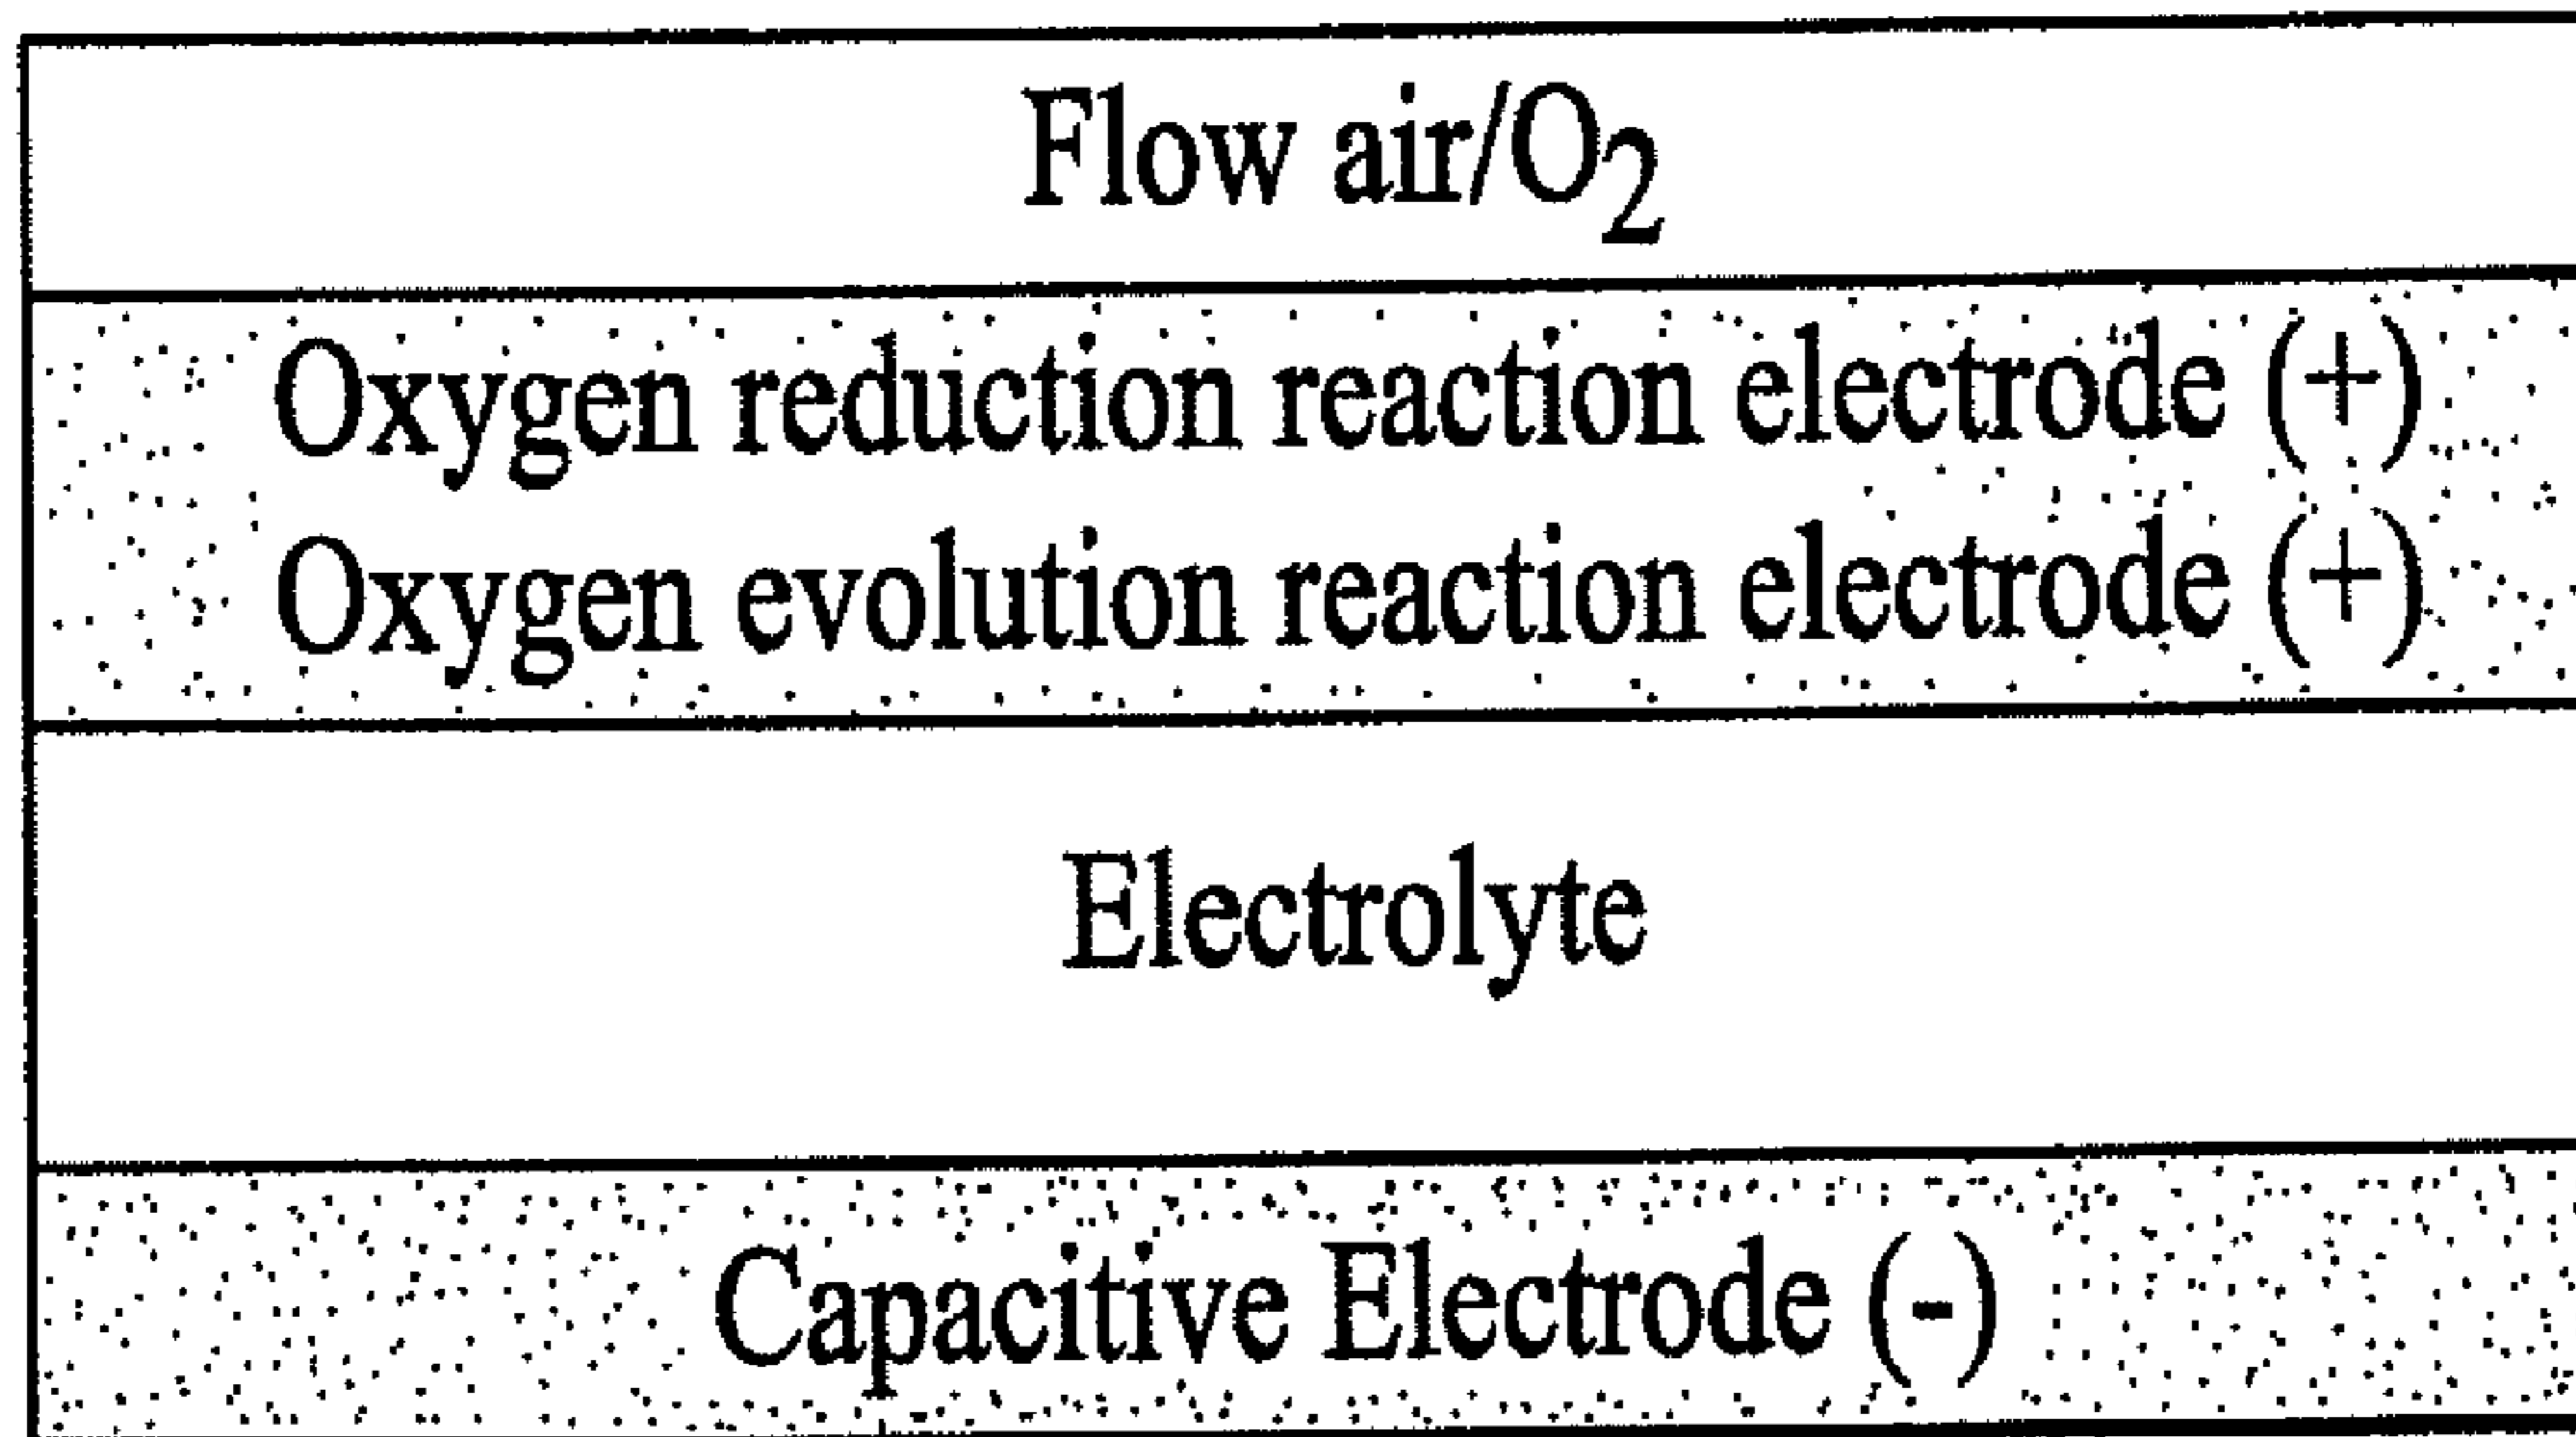 Flow air/O2
Oxygen reduction reaction electrode (+)
Oxygen evolution reaction electrode (+)
Electrolyte
Capacitive Electrode (-)